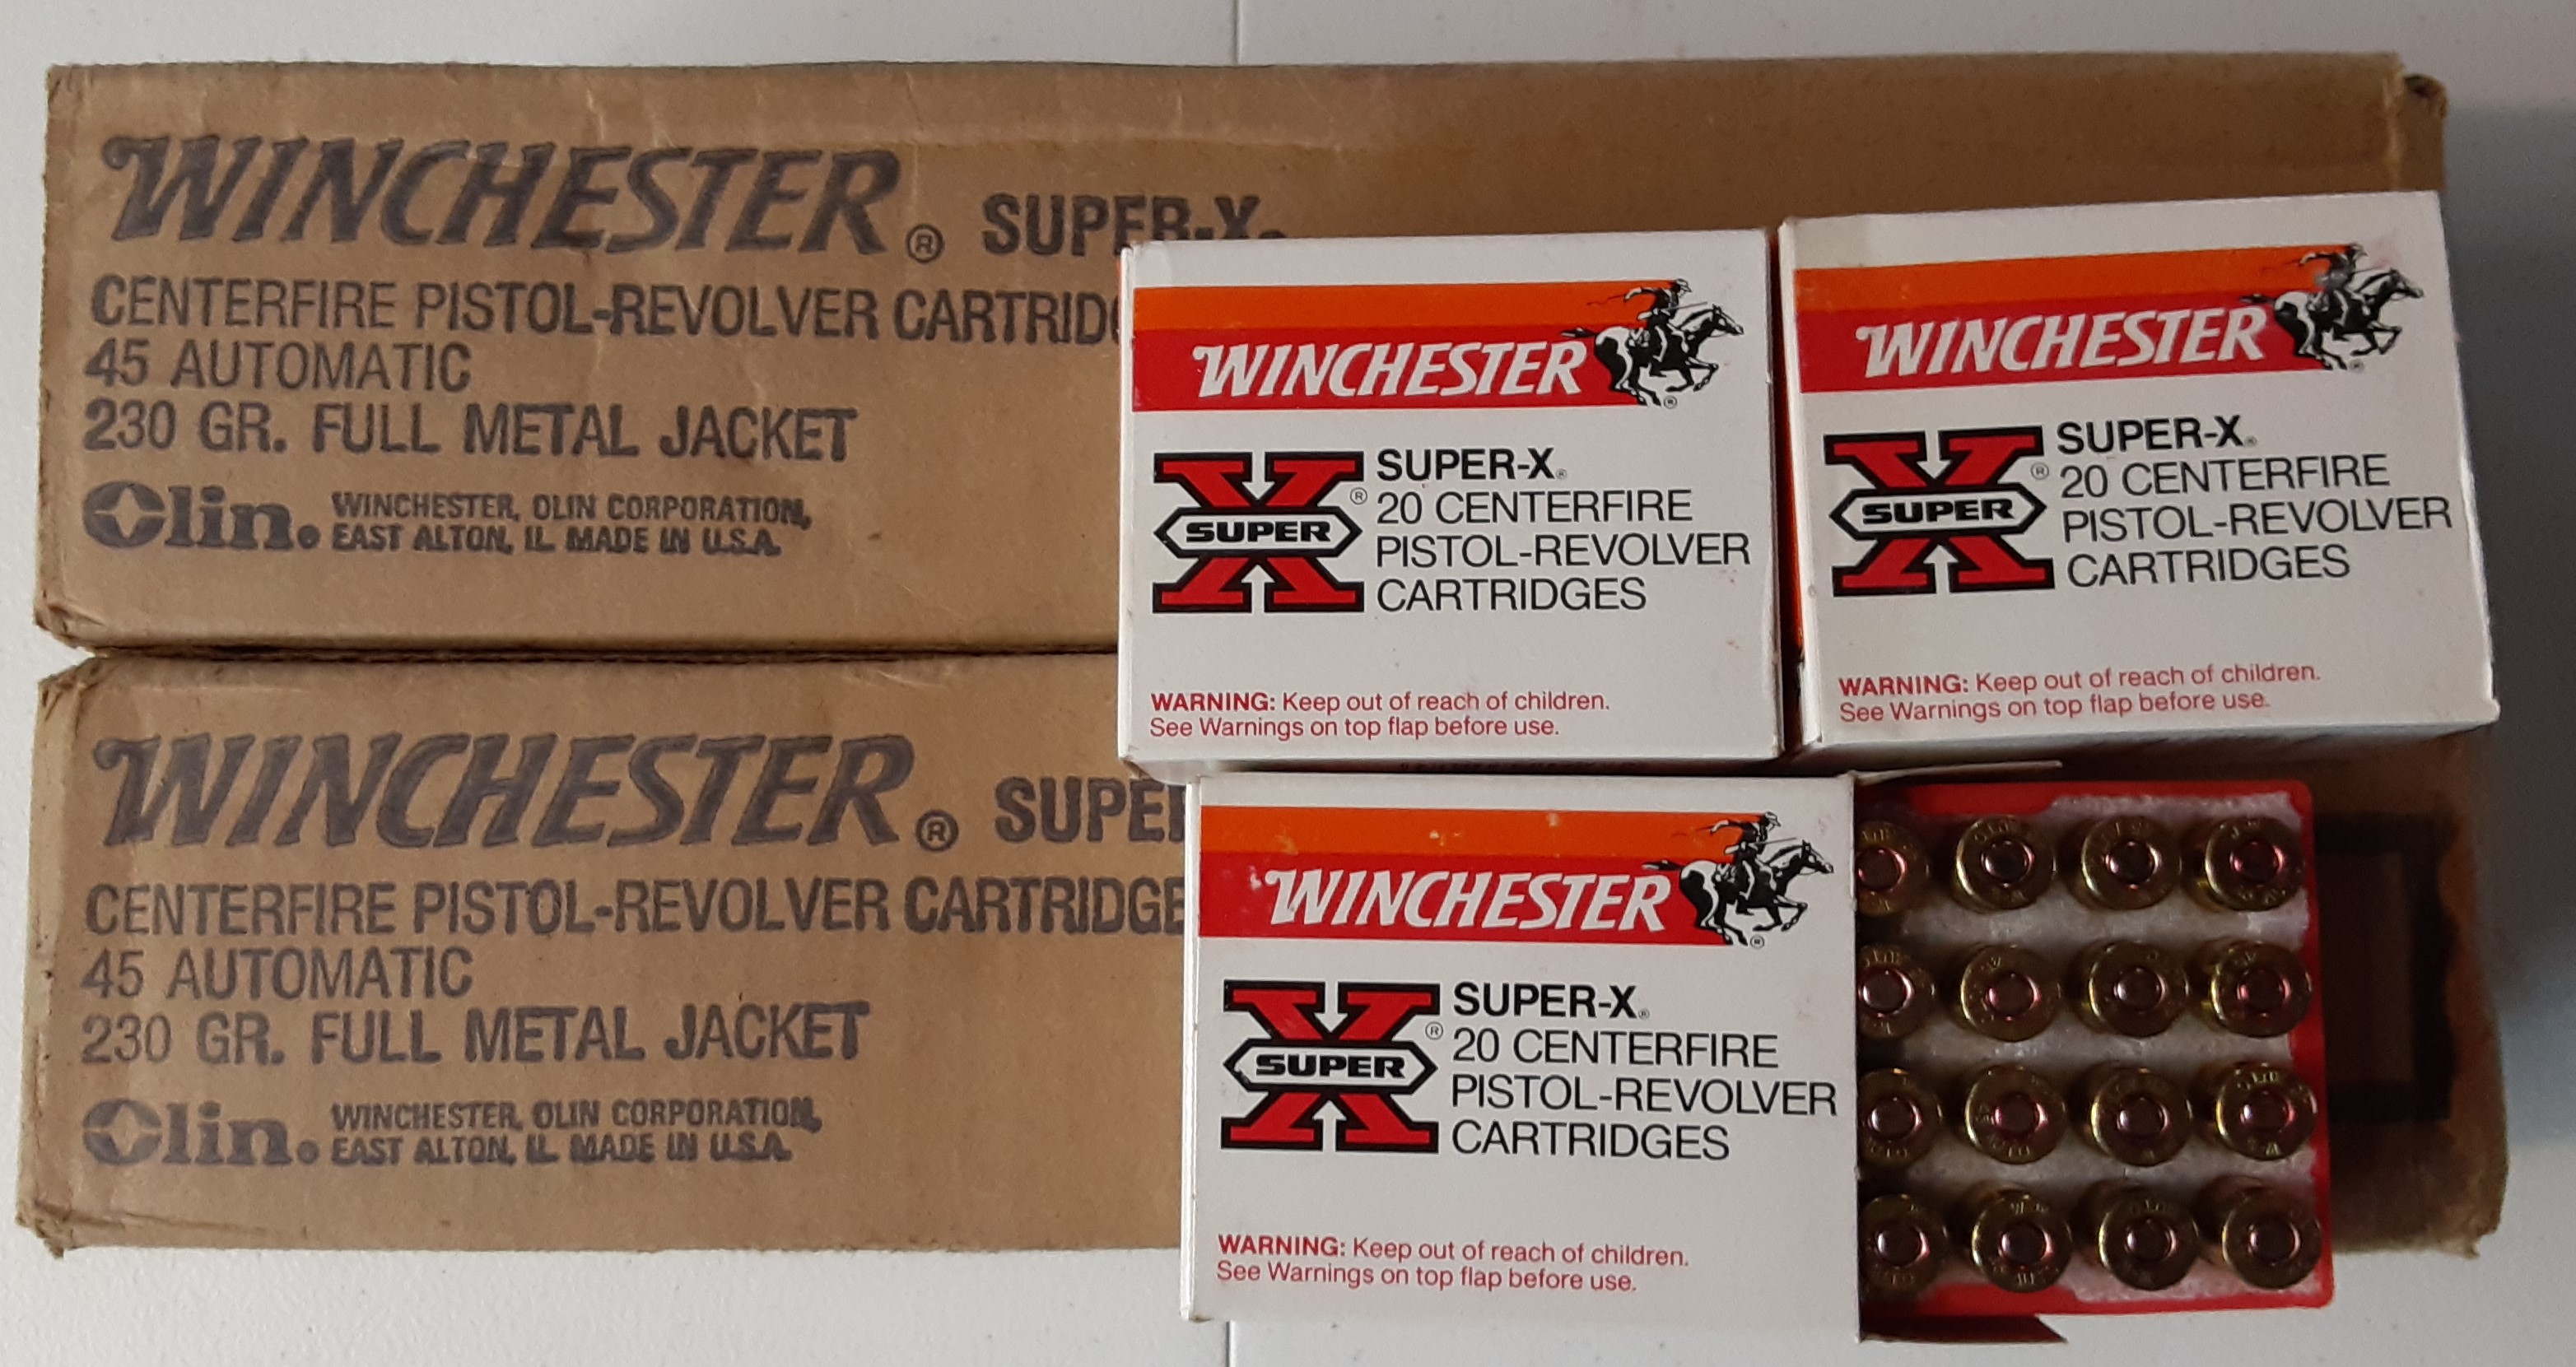 WINCHESTER® SUPER-X®
CENTERFIRE PISTOL-REVOLVER
45 AUTOMATIC
230 GR. FULL METAL JACKET
Olin. WINCHESTER, OLIN CORPORATION,
EAST ALTON, IL MADE IN U.S.A.
WINCHESTER®
X SUPER ®
SUPER-X®
20 CENTERFIRE
PISTOL-REVOLVER
CARTRIDGES
WARNING: Keep out of reach of children.
See Warnings on top flap before use.
WINCHESTER®
X SUPER ®
SUPER-X®
20 CENTERFIRE
PISTOL-REVOLVER
CARTRIDGES
WARNING: Keep out of reach of children.
See Warnings on top flap before use.
WINCHESTER®
CENTERFIRE PISTOL-REVOLVER CARTRIDGE
45 AUTOMATIC
230 GR. FULL METAL JACKET
Olin. WINCHESTER, OLIN CORPORATION,
EAST ALTON, IL MADE IN U.S.A.
WINCHESTER®
X SUPER ®
SUPER-X®
20 CENTERFIRE
PISTOL-REVOLVER
CARTRIDGES
WARNING: Keep out of reach of children.
See Warnings on top flap before use.